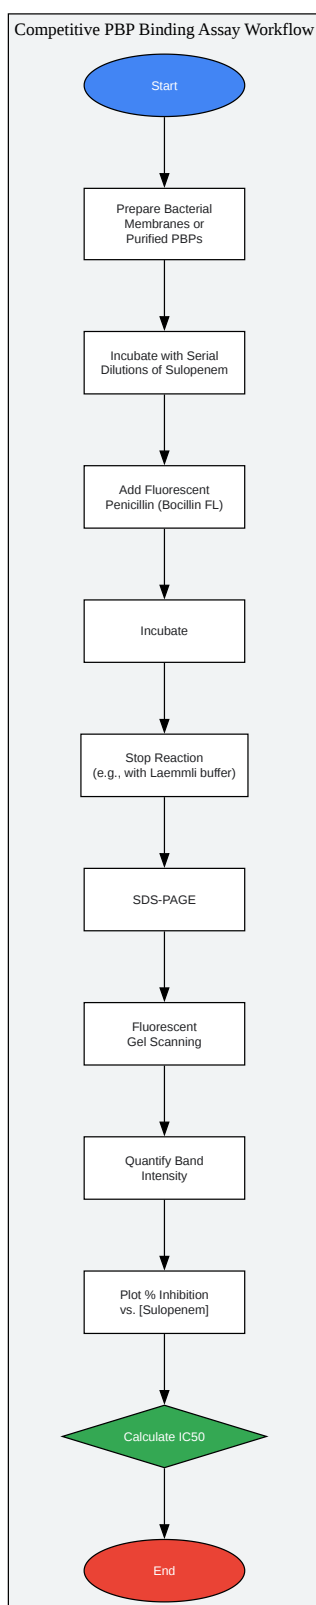 Competitive PBP Binding Assay Workflow
Start
Prepare Bacterial
Membranes or
Purified PBPs
Incubate with Serial
Dilutions of Sulopenem
Add Fluorescent
Penicillin (Bocillin FL)
Incubate
Stop Reaction
(e.g., with Laemmli buffer)
SDS-PAGE
Fluorescent
Gel Scanning
Quantify Band
Intensity
Plot % Inhibition
vs. [Sulopenem]
Calculate IC50
End